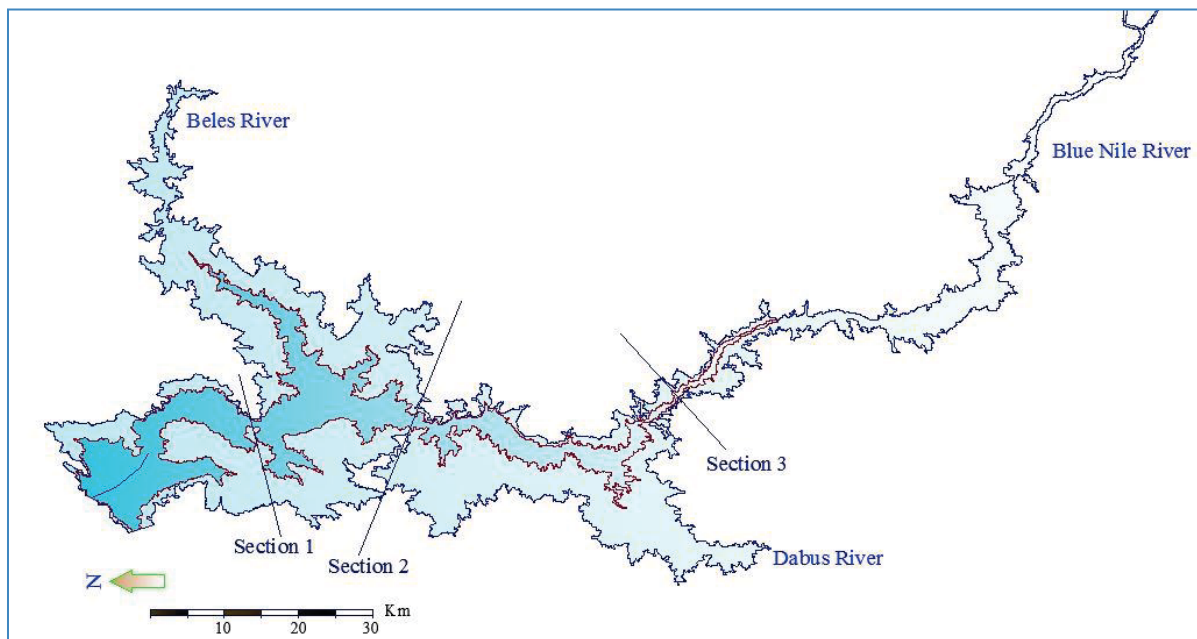 Beles River
Blue Nile River
Section 3
Section 1
Section 2
Dabus River
N
Km
10 20 30